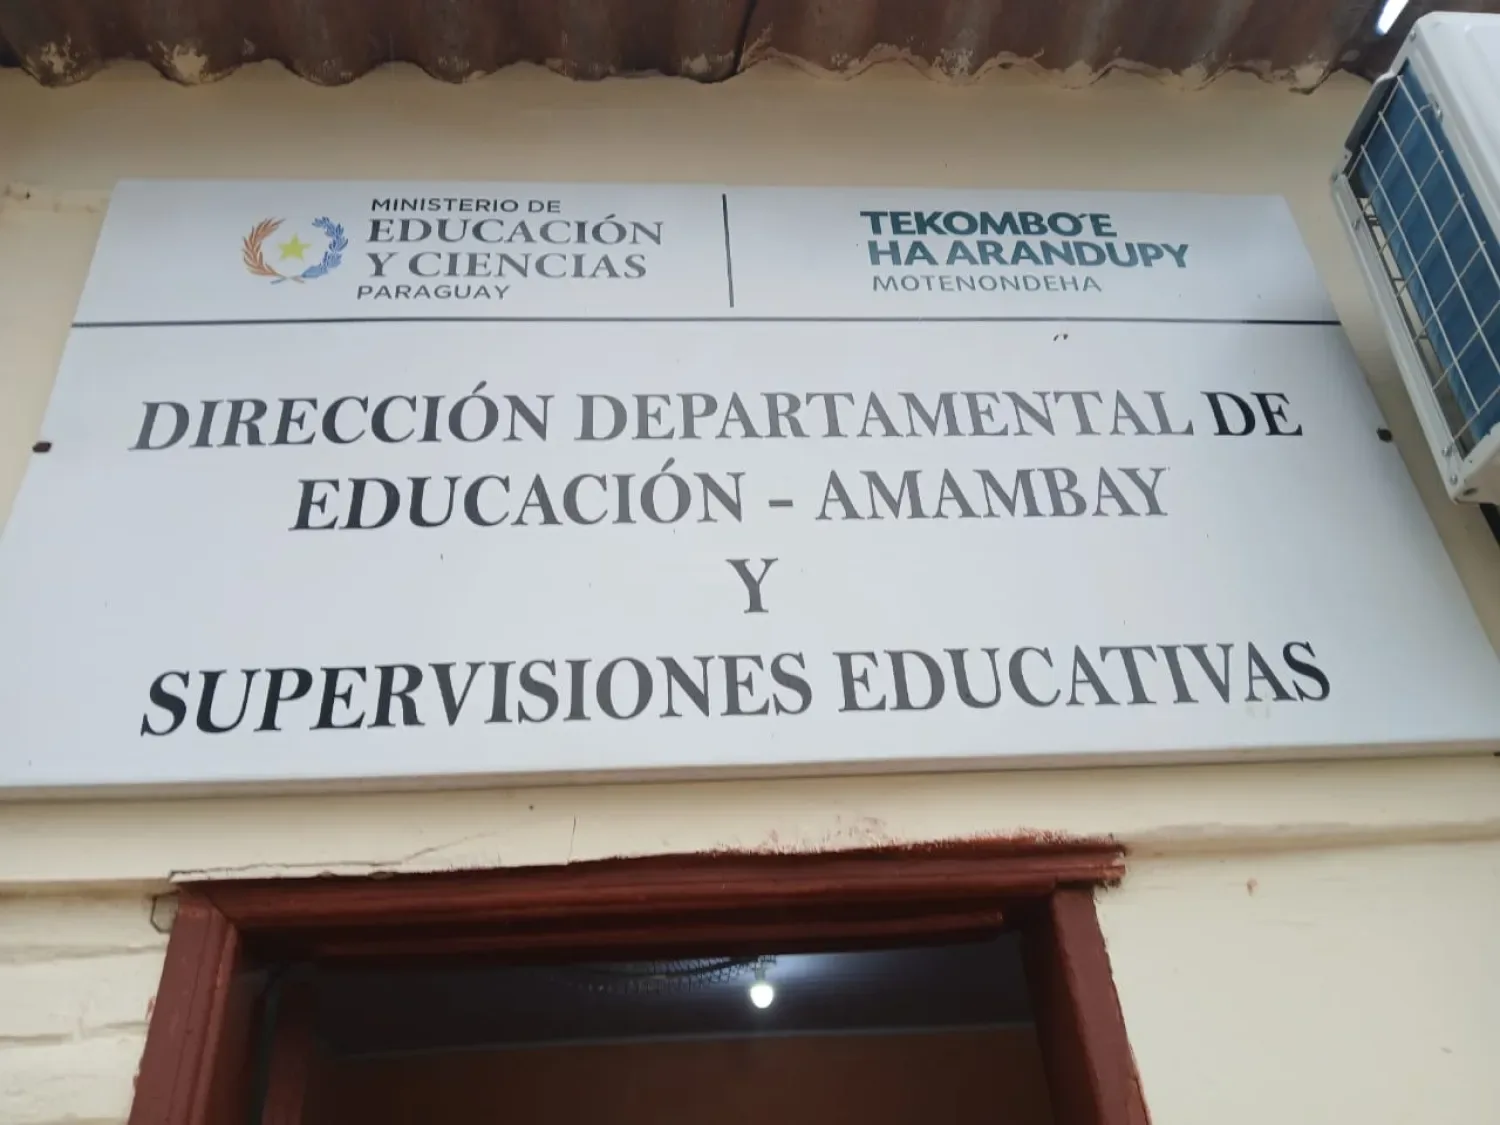 MINISTERIO DE
EDUCACIÓN
Y CIENCIAS
PARAGUAY
TEKOMBO'E
HA ARANDUPY
MOTENONDEHA
DIRECCIÓN DEPARTAMENTAL DE
EDUCACIÓN - AMAMBAY
Y
SUPERVISIONES EDUCATIVAS